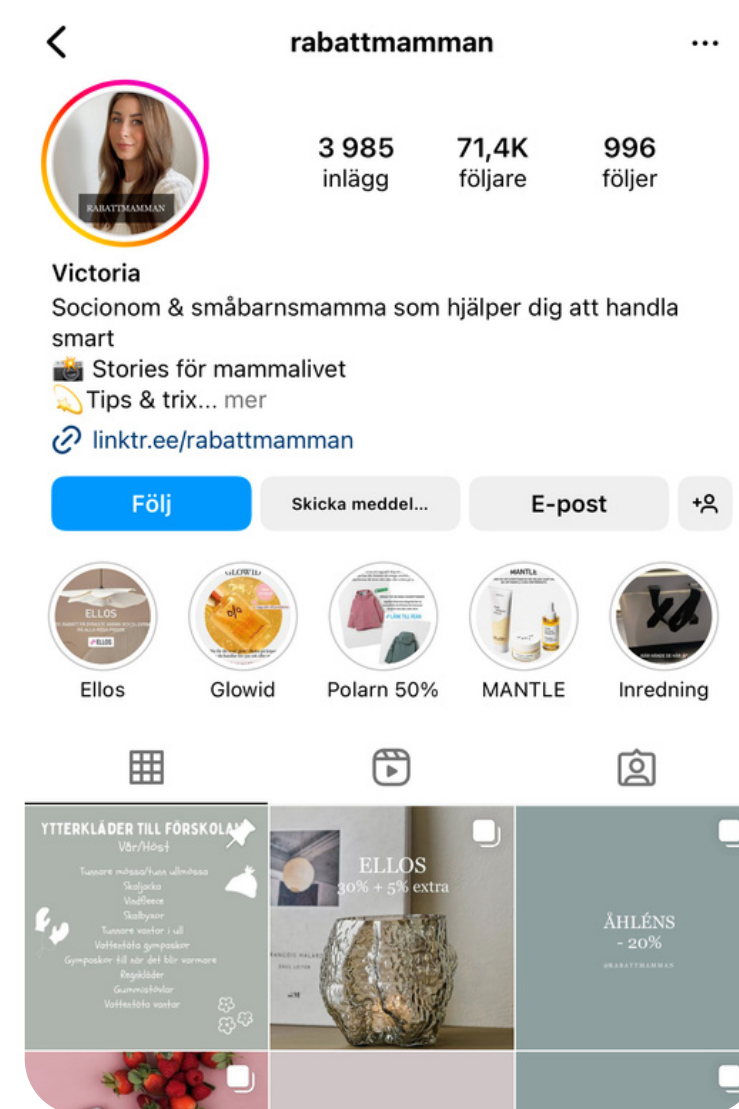 rabattmamman
3 985
71,4K
996
inlägg
följare
följer
RABATTMAMMAN
Victoria
Socionom & småbarnsmamma som hjälper dig att handla
smart
📸 Stories för mammalivet
💫 Tips & trix... mer
linktr.ee/rabattmamman
Följ
Skicka meddel...
E-post
ELLOS
ELLOS
GLOWID
MANTLE
Ellos
Glowid
Polarn 50%
MANTLE
Inredning
YTTERKLÄDER TILL FÖRSKOLAN
Vår/Höst
Tunnare mössa/tunn ullmössa
Skaljacka
Vindfleece
Skalbyxor
Tunnare vantar i ull
Vattentäta gympaskor
Gympaskor till när det blir varmare
Regnkläder
Gummistövlar
Vattentäta vantar
ELLOS
30% + 5% extra
ÅHLÉNS
- 20%
@RABATTMAMMAN